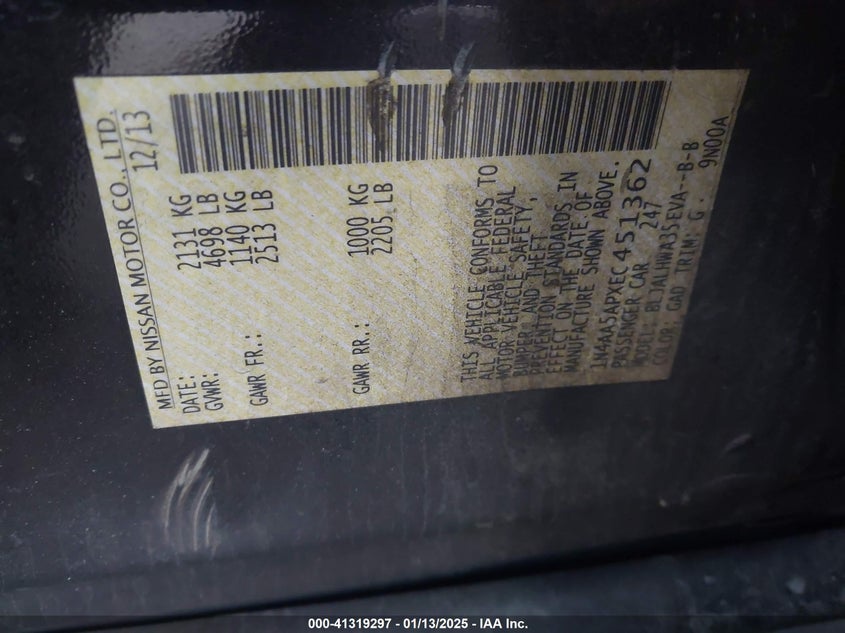 MFD BY NISSAN MOTOR CO., LTD.
DATE: 12/13
GVWR: 2131 KG
4698 LB
GAWR FR.: 1140 KG
2513 LB
GAWR RR.: 1000 KG
2205 LB
THIS VEHICLE CONFORMS TO
ALL APPLICABLE FEDERAL
MOTOR VEHICLE SAFETY,
BUMPER, AND THEFT
PREVENTION STANDARDS IN
EFFECT ON THE DATE OF
MANUFACTURE SHOWN ABOVE.
1N4AA5APXEC451362
PASSENGER CAR 247
MODEL: BLJALHWA35EVA--B-B
COLOR: GAD TRIM: G 9N00A
000-41319297 - 01/13/2025 - IAA Inc.